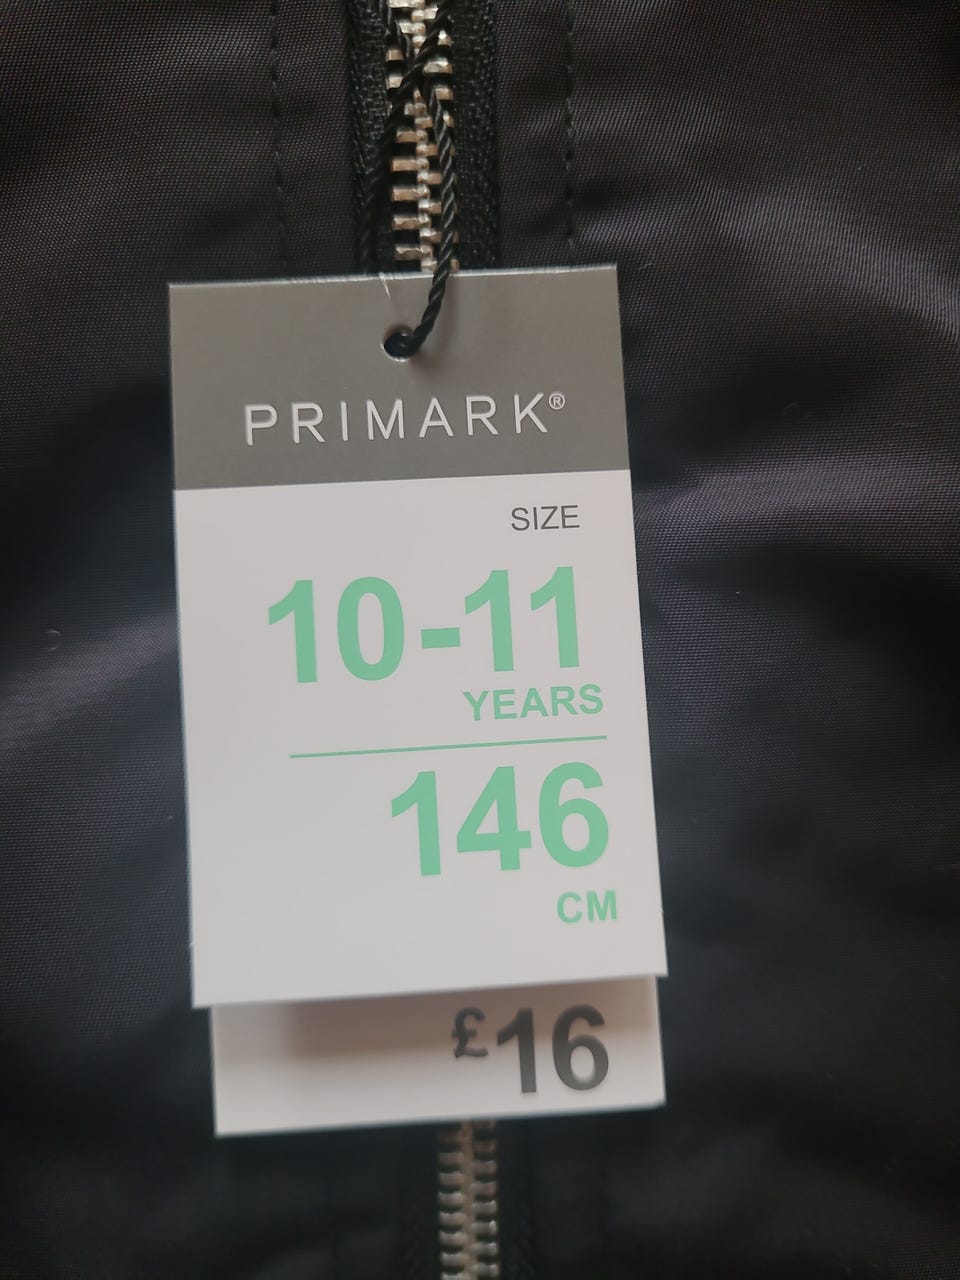 PRIMARK®
SIZE
10-11
YEARS
146
CM
£16